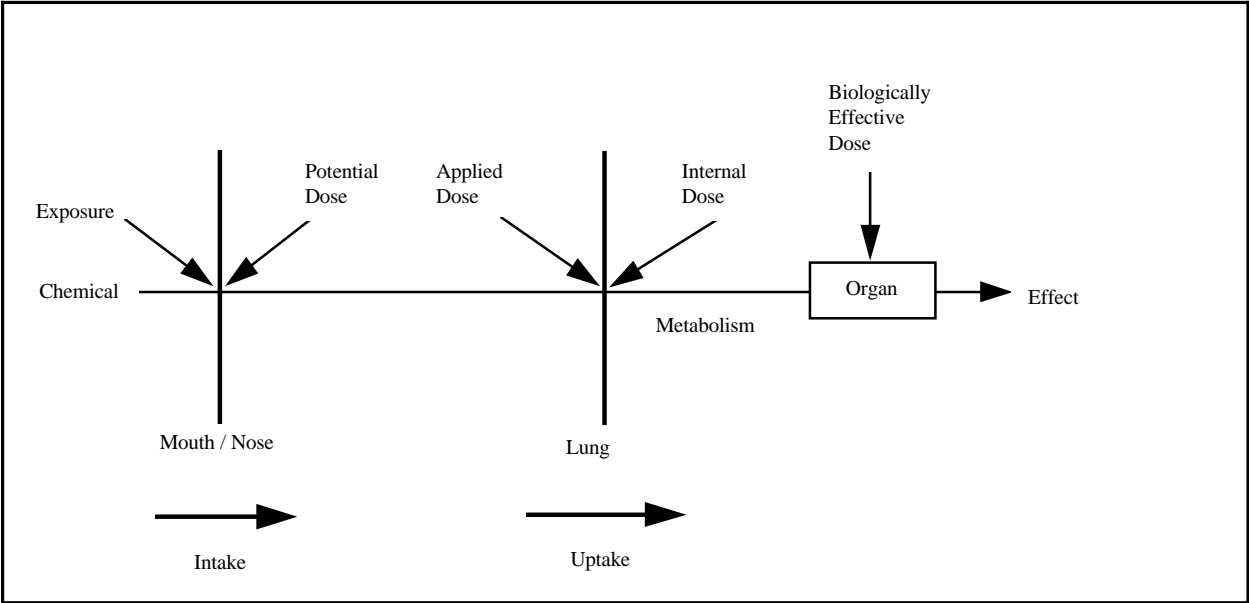 Biologically
Effective
Dose
Potential
Dose
Applied
Dose
Internal
Dose
Exposure
Chemical
Organ
Effect
Metabolism
Mouth / Nose
Lung
Intake
Uptake